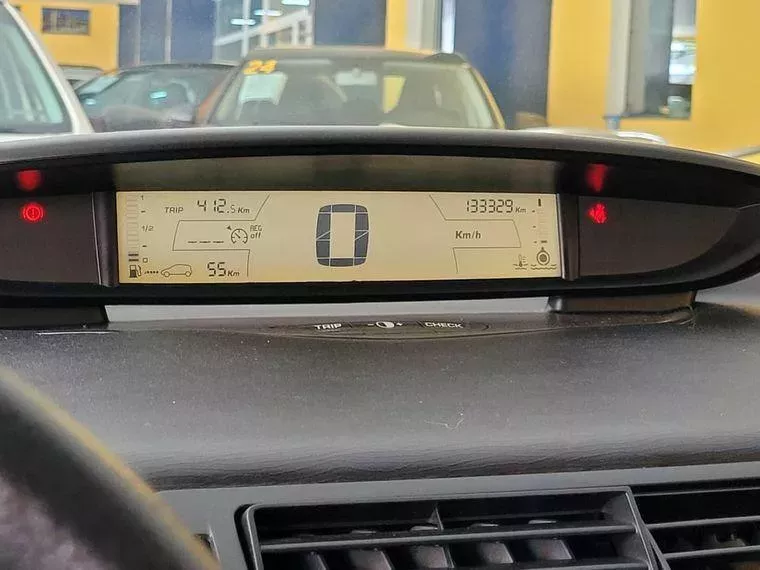 24
1
TRIP 412.5 Km
133329 Km
1/2
REG
off
0
Km/h
0
55 Km
TRIP - + CHECK